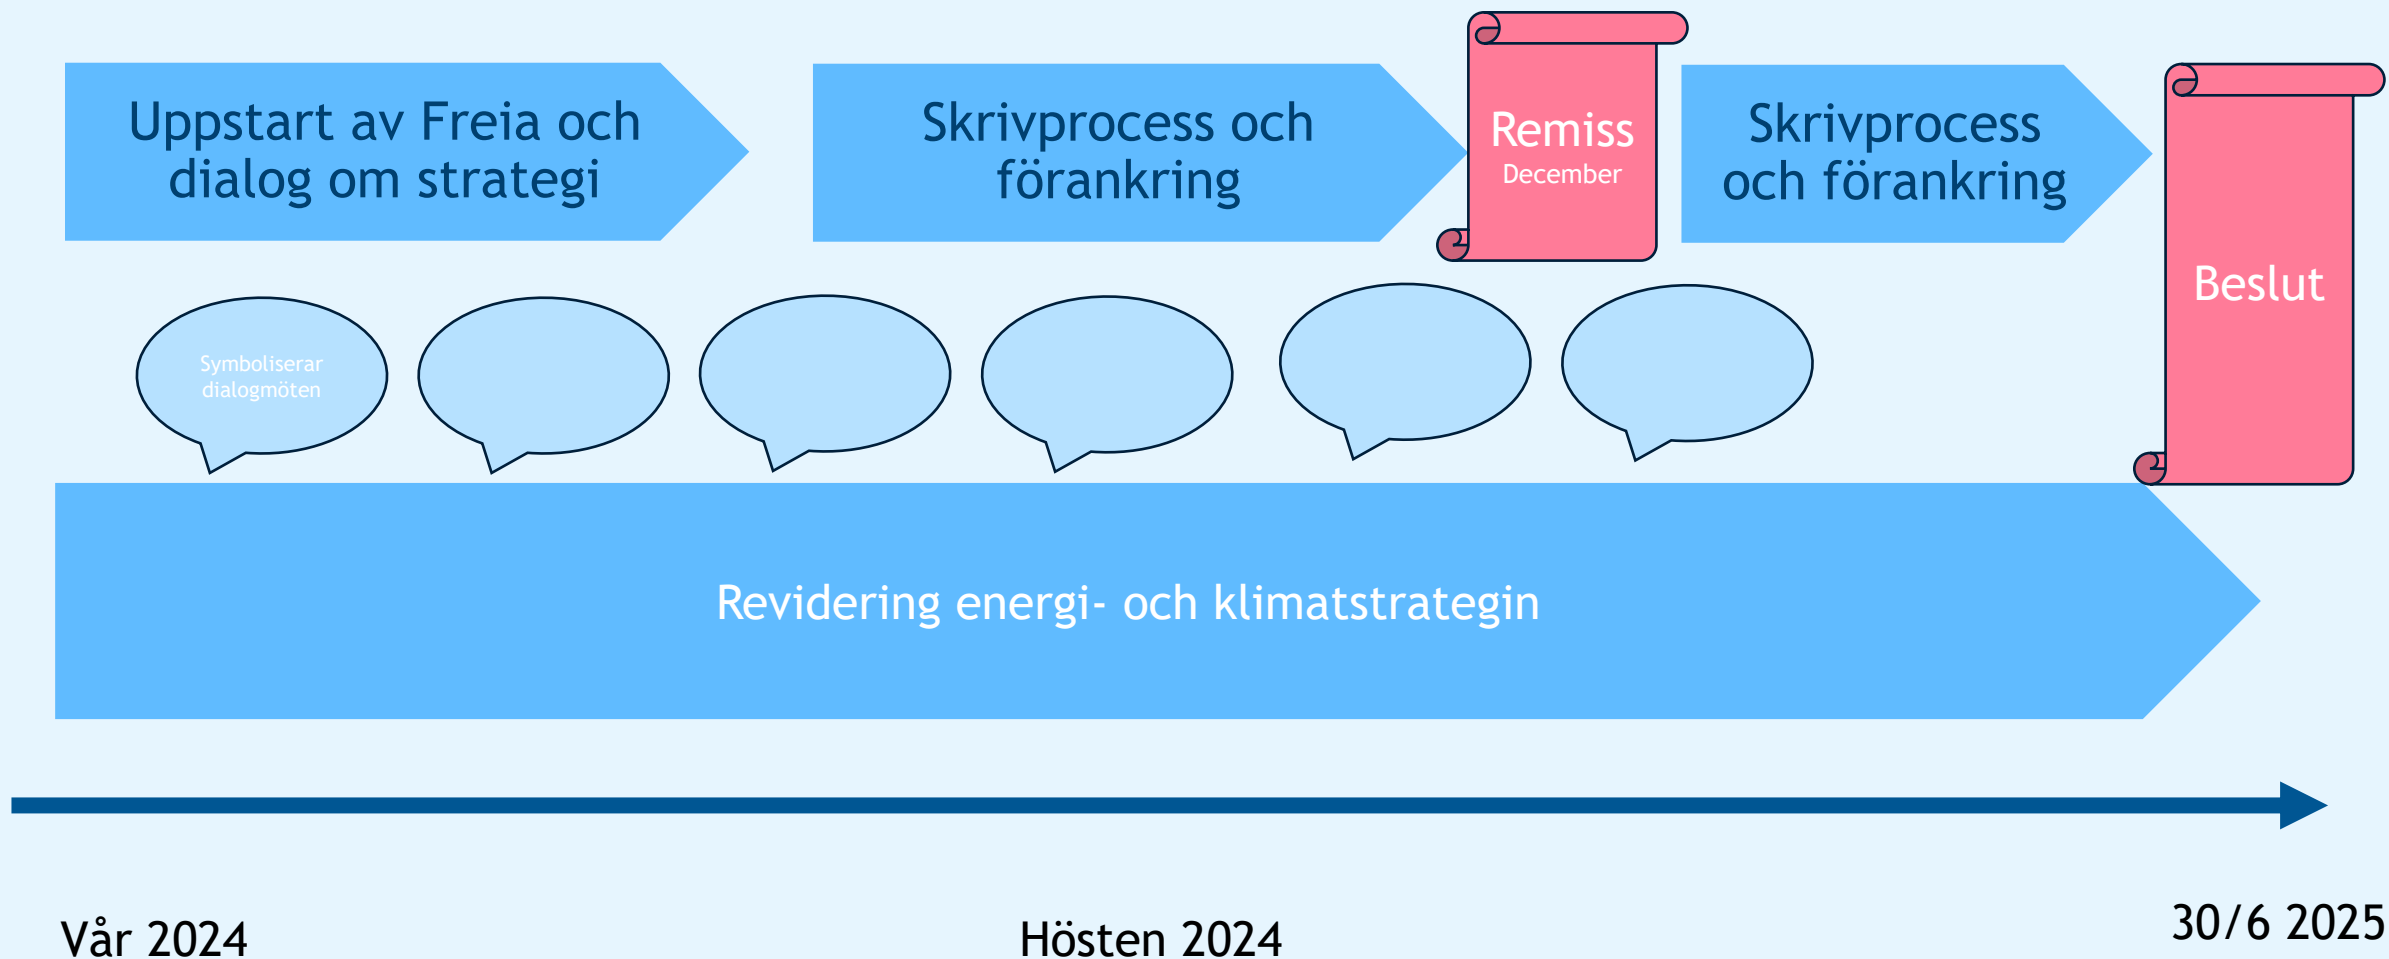 Uppstart av Freia och
dialog om strategi
Skrivprocess och
förankring
Remiss
December
Skrivprocess
och förankring
Beslut
Symboliserar
dialogmöten
Revidering energi- och klimatstrategin
Vår 2024
Hösten 2024
30/6 2025